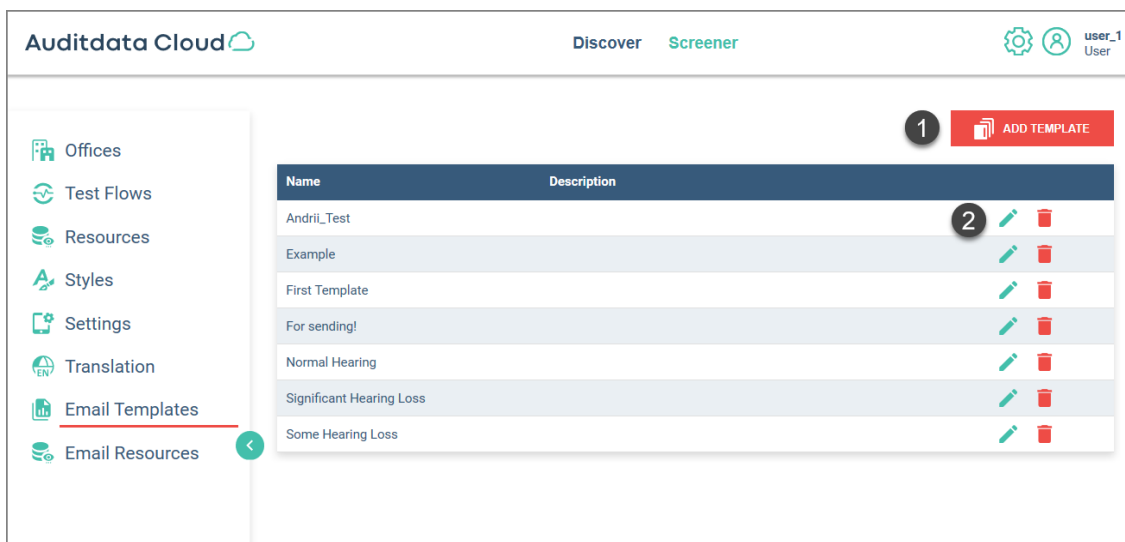 Auditdata Cloud
Discover Screener
user_1
User
1 ADD TEMPLATE
Offices
Test Flows
Resources
Styles
Settings
EN Translation
Email Templates
Email Resources
Name Description
Andrii_Test 2
Example
First Template
For sending!
Normal Hearing
Significant Hearing Loss
Some Hearing Loss